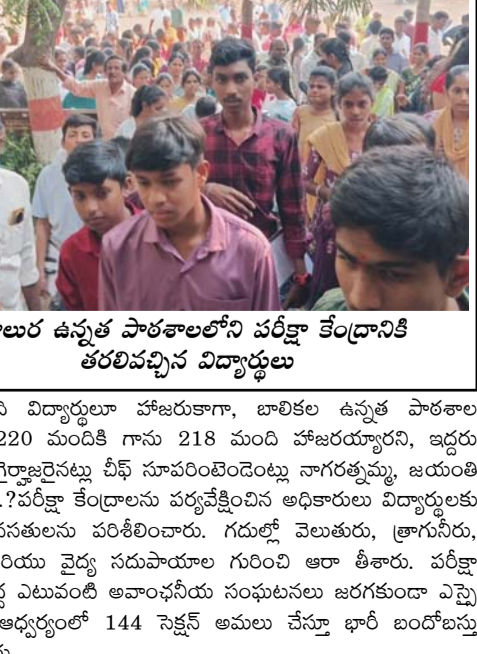 లుర ఉన్నత పాఠశాలలోని పరీక్షా కేంద్రానికి
తరలివచ్చిన విద్యార్థులు
విద్యార్థులూ హాజరుకాగా, బాలికల ఉన్నత పాఠశాల
220 మందికి గాను 218 మంది హాజరయ్యారని, ఇద్దరు
గైర్హాజరైనట్లు చీఫ్ సూపరింటెండెంట్లు నాగరత్నమ్మ, జయంతి
.?పరీక్షా కేంద్రాలను పర్యవేక్షించిన అధికారులు విద్యార్థులకు
వసతులను పరిశీలించారు. గదుల్లో వెలుతురు, త్రాగునీరు,
రియు వైద్య సదుపాయాల గురించి ఆరా తీశారు. పరీక్షా
ఎటువంటి అవాంఛనీయ సంఘటనలు జరగకుండా ఎస్సై
ఆధ్వర్యంలో 144 సెక్షన్ అమలు చేస్తూ భారీ బందోబస్తు